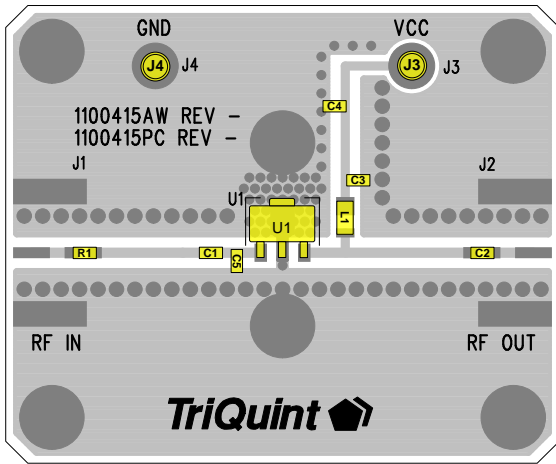 GND VCC
J4 J4 J3 J3
C4
1100415AW REV -
1100415PC REV -
J1 C3 J2
U1
L1
U1
R1 C1 C5 C2
RF IN RF OUT
TriQuint